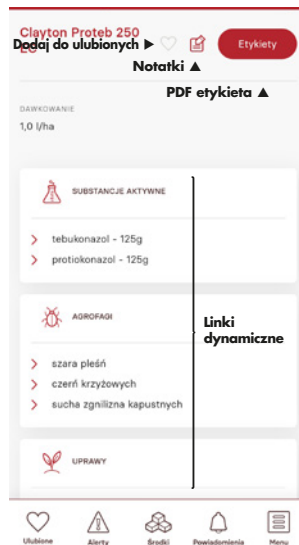 Clayton Proteb 250
EC
Dodaj do ulubionych ▶
Etykiety
Notatki ▲
PDF etykieta ▲
DAWKOWANIE
1,0 l/ha
SUBSTANCJE AKTYWNE
tebukonazol - 125g
protiokonazol - 125g
AGROFAGI
Linki
dynamiczne
szara pleśń
czerń krzyżowych
sucha zgnilizna kapustnych
UPRAWY
Ulubione
Alerty
Środki
Powiadomienia
Menu